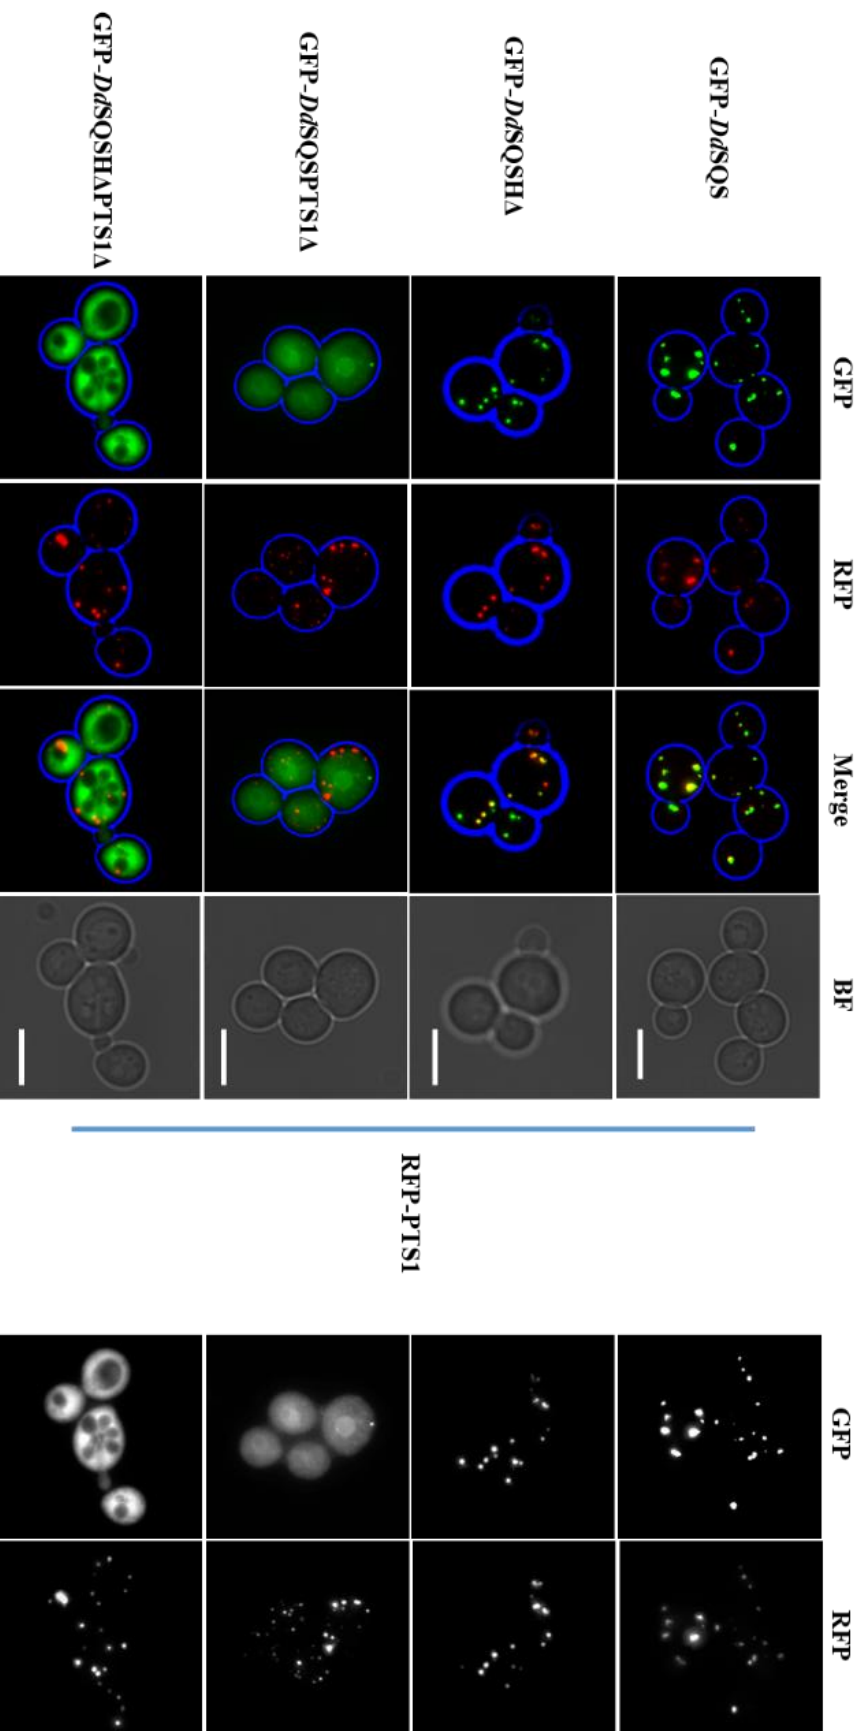 GFP
RFP
Merge
BF
GFP
RFP
GFP-DdSQS
GFP-DdSQSHΔ
GFP-DdSQSPTS1Δ
GFP-DdSQSHΔPTS1Δ
RFP-PTS1